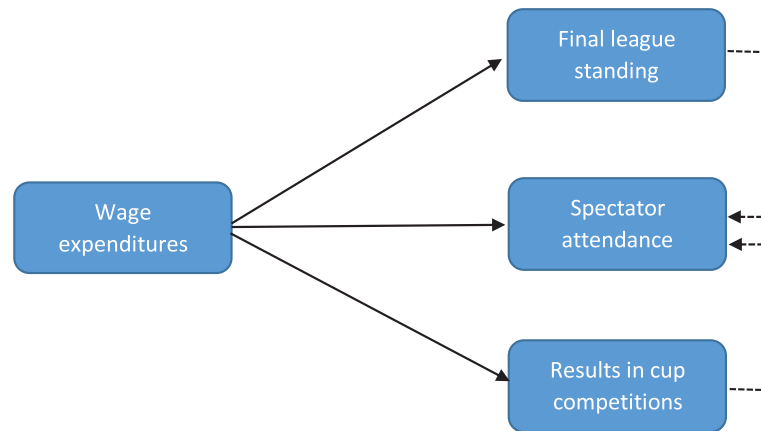 Final league
standing
Wage
expenditures
Spectator
attendance
Results in cup
competitions